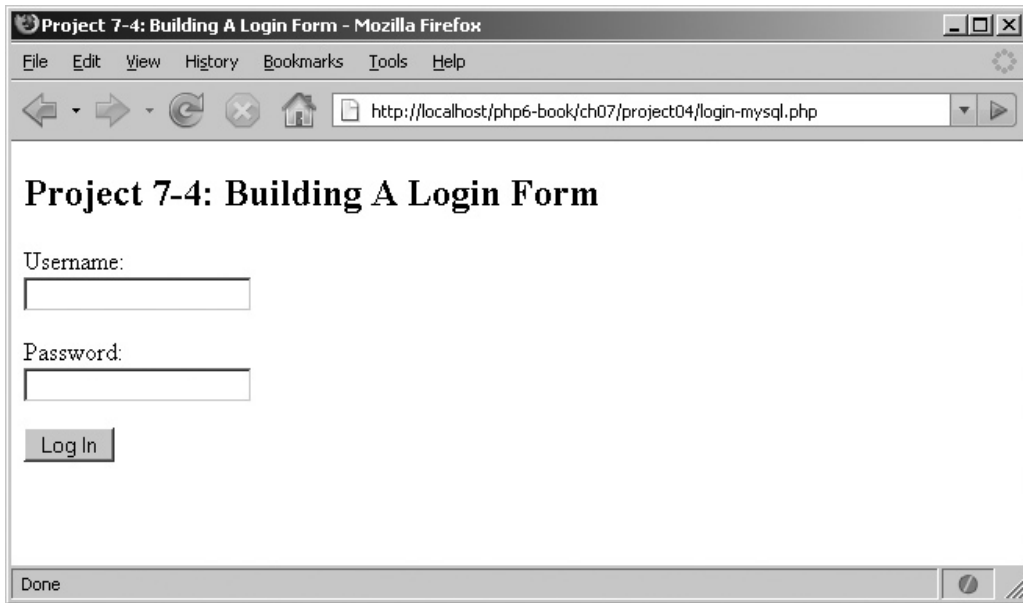 Project 7-4: Building A Login Form - Mozilla Firefox
File Edit View History Bookmarks Tools Help
http://localhost/php6-book/ch07/project04/login-mysql.php
Project 7-4: Building A Login Form
Username:
Password:
Log In
Done